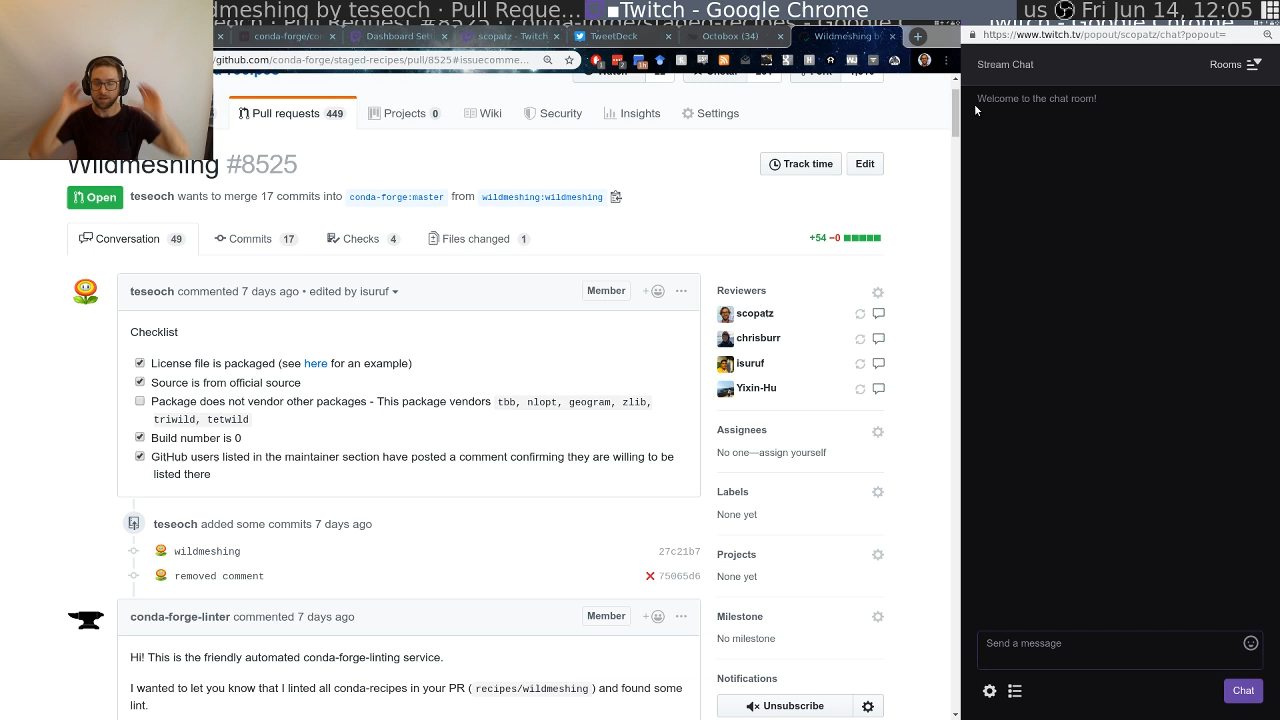 dmeshing by teseoch · Pull Reque...
Twitch - Google Chrome
us
Fri Jun 14, 12:05
conda-forge/co
Dashboard Set
scopatz - Twitch
TweetDeck
Octobox (34)
Wildmeshing b
github.com/conda-forge/staged-recipes/pull/8525#issuecomme...
https://www.twitch.tv/popout/scopatz/chat?popout=
Stream Chat
Rooms
Welcome to the chat room!
Pull requests 449
Projects 0
Wiki
Security
Insights
Settings
Wildmeshing #8525
Track time
Edit
Open
teseoch wants to merge 17 commits into conda-forge:master from wildmeshing:wildmeshing
Conversation 49
Commits 17
Checks 4
Files changed 1
+54 −0
teseoch commented 7 days ago • edited by isuruf
Member
Checklist
License file is packaged (see here for an example)
Source is from official source
Package does not vendor other packages - This package vendors tbb, nlopt, geogram, zlib,
triwild, tetwild
Build number is 0
GitHub users listed in the maintainer section have posted a comment confirming they are willing to be
listed there
teseoch added some commits 7 days ago
wildmeshing 27c21b7
removed comment 75065d6
conda-forge-linter commented 7 days ago
Member
Hi! This is the friendly automated conda-forge-linting service.
I wanted to let you know that I linted all conda-recipes in your PR (recipes/wildmeshing) and found some
lint.
Reviewers
scopatz
chrisburr
isuruf
Yixin-Hu
Assignees
No one—assign yourself
Labels
None yet
Projects
None yet
Milestone
No milestone
Notifications
Unsubscribe
Send a message
Chat